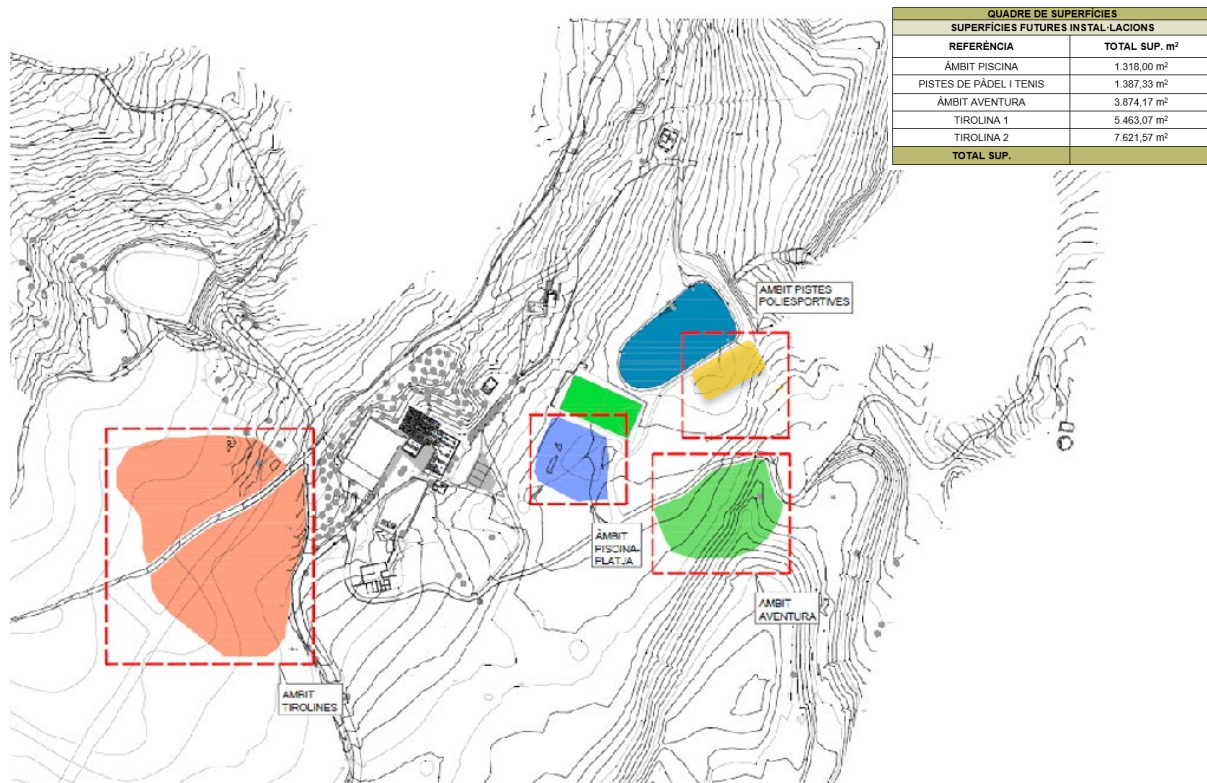 QUADRE DE SUPERFÍCIES
SUPERFÍCIES FUTURES INSTAL·LACIONS
REFERÈNCIA TOTAL SUP. m²
ÀMBIT PISCINA 1.318,00 m²
PISTES DE PÀDEL I TENIS 1.387,33 m²
ÀMBIT AVENTURA 3.874,17 m²
TIROLINA 1 5.463,07 m²
TIROLINA 2 7.621,57 m²
TOTAL SUP.
AMBIT PISTES
POLIESPORTIVES
ÀMBIT
PISCINA-
PLATJA
AMBIT
AVENTURA
AMBIT
TIROLINES